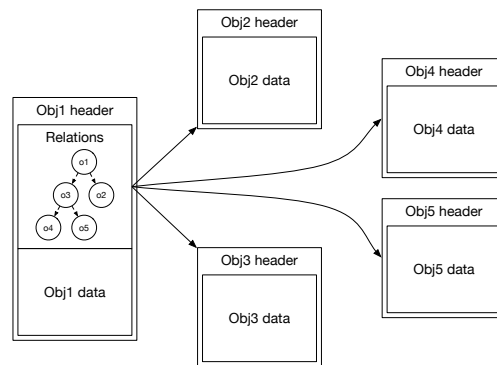 Obj1 header
Relations
o1
o3
o2
o4
o5
Obj1 data
Obj2 header
Obj2 data
Obj3 header
Obj3 data
Obj4 header
Obj4 data
Obj5 header
Obj5 data